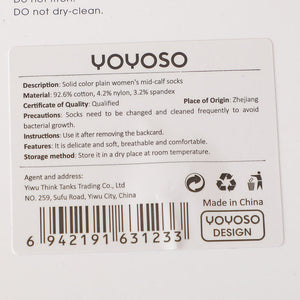 DO not dry-clean.
YOYOSO
Description: Solid color plain women's mid-calf socks
Material: 92.6% cotton, 4.2% nylon, 3.2% spandex
Certificate of Quality: Qualified Place of Origin: Zhejiang
Precautions: Socks need to be changed and cleaned frequently to avoid
bacterial growth.
Instructions: Use it after removing the backcard.
Features: It is delicate and soft, breathable and comfortable.
Storage method: Store it in a dry place at room temperature.
Agent and address:
Yiwu Think Tanks Trading Co., Ltd
NO. 259, Sufu Road, Yiwu City, China
Made in China
YOYOSO
DESIGN
6 942191 631233